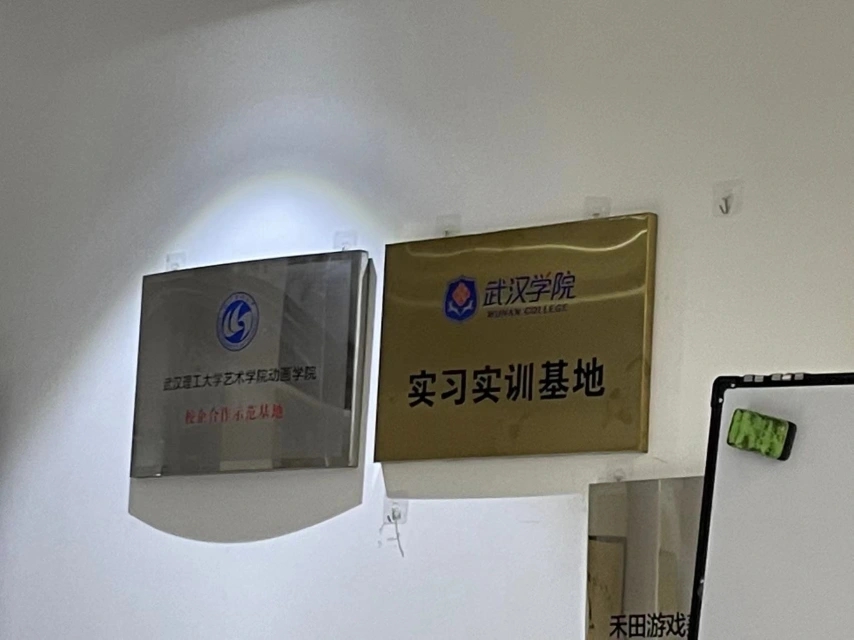 武汉理工大学艺术学院动画学院
校企合作示范基地
武汉学院
WUHAN COLLEGE
实习实训基地
禾田游戏